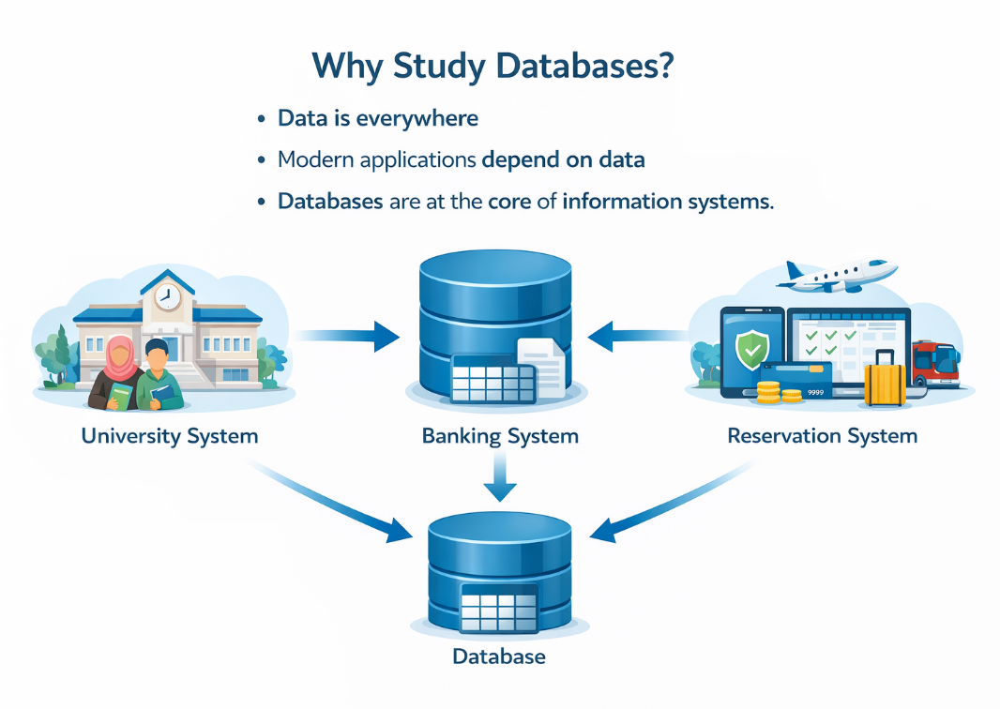 Why Study Databases?
• Data is everywhere
• Modern applications depend on data
• Databases are at the core of information systems.
9999
University System
Banking System
Reservation System
Database